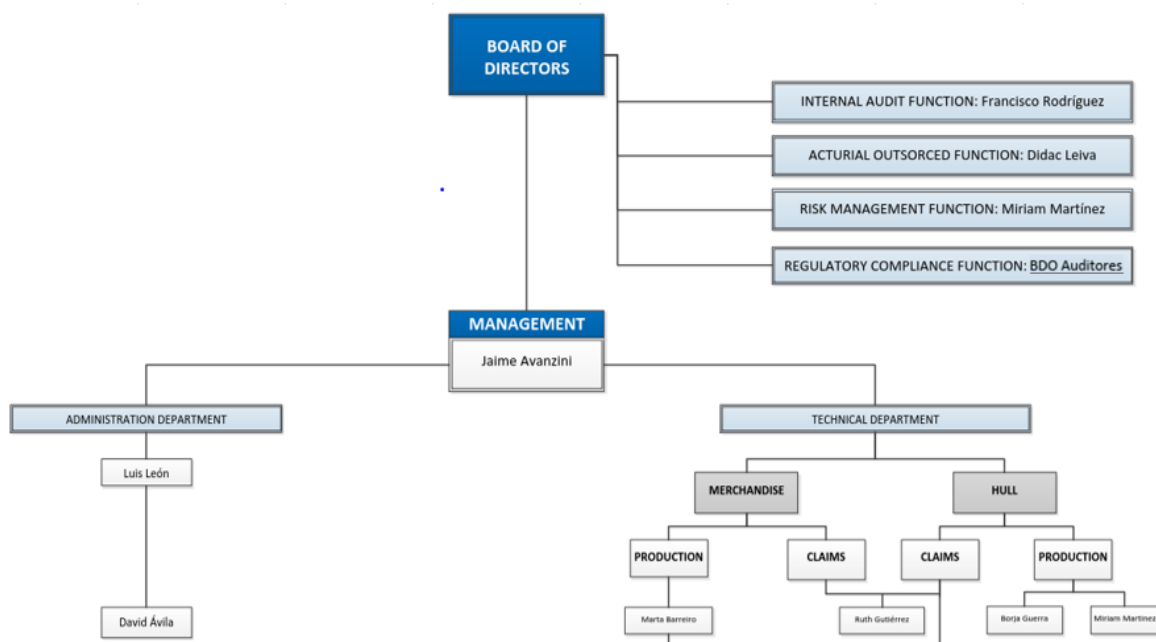 BOARD OF
DIRECTORS
INTERNAL AUDIT FUNCTION: Francisco Rodríguez
ACTURIAL OUTSORCED FUNCTION: Didac Leiva
RISK MANAGEMENT FUNCTION: Miriam Martínez
REGULATORY COMPLIANCE FUNCTION: BDO Auditores
MANAGEMENT
Jaime Avanzini
ADMINISTRATION DEPARTMENT
TECHNICAL DEPARTMENT
Luis León
MERCHANDISE
HULL
PRODUCTION
CLAIMS
CLAIMS
PRODUCTION
David Ávila
Marta Barreiro
Ruth Gutiérrez
Borja Guerra
Miriam Martinez